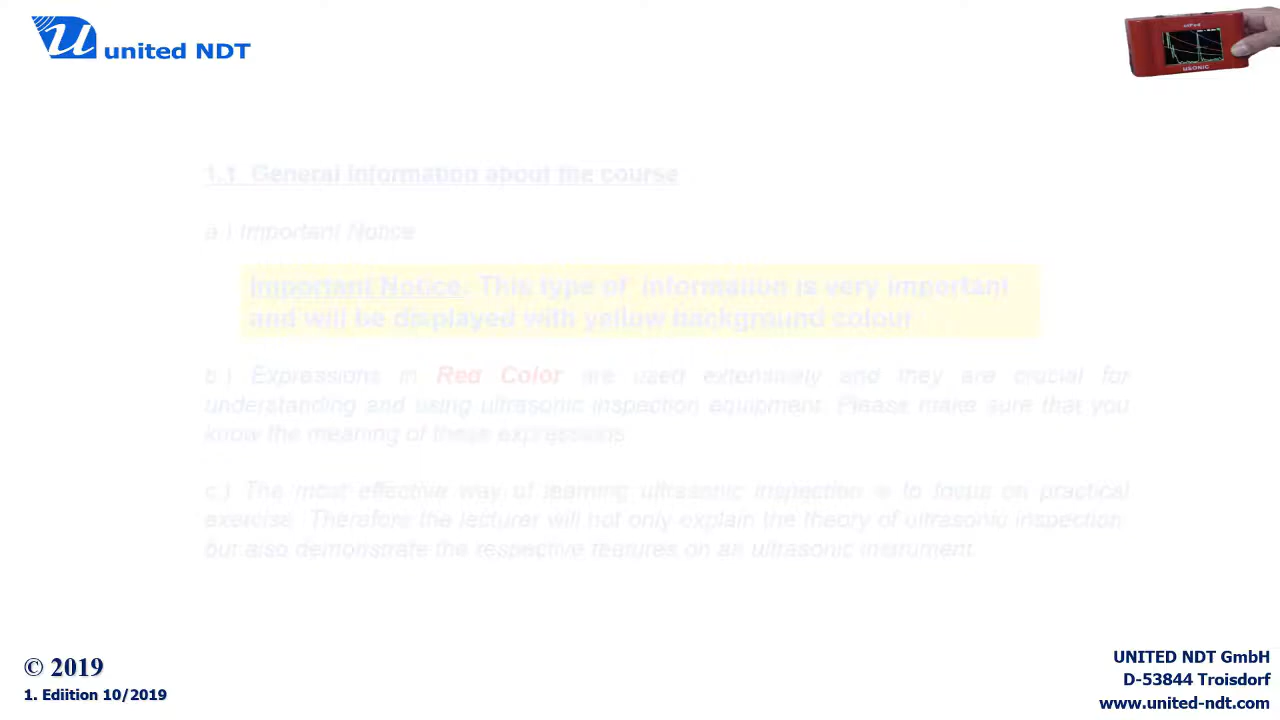 united NDT
UT Pad
USONIC
1.1 General Information about the course
a.) Important Notice
Important Notice. This type of information is very important
and will be displayed with yellow background colour
b.) Expressions in Red Color are used extensively and they are crucial for
understanding and using ultrasonic inspection equipment. Please make sure that you
know the meaning of these expressions
c.) The most effective way of learning ultrasonic inspection is to focus on practical
exercise. Therefore the lecturer will not only explain the theory of ultrasonic inspection,
but also demonstrate the respective features on an ultrasonic instrument.
© 2019
1. Ediition 10/2019
UNITED NDT GmbH
D-53844 Troisdorf
www.united-ndt.com